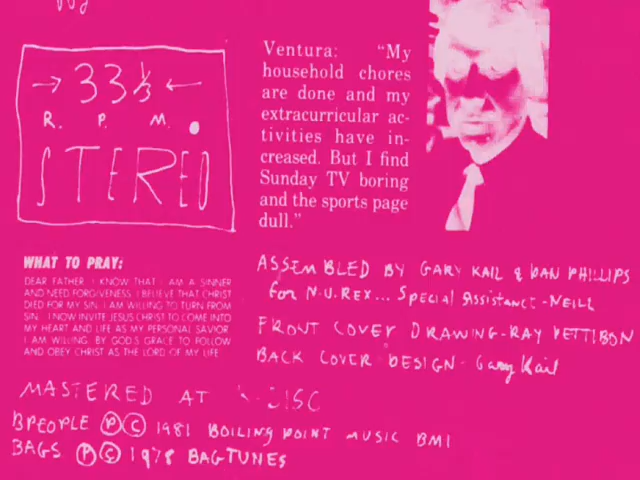 → 33⅓ ←
R. P. M.
STEREO
Ventura: "My
household chores
are done and my
extracurricular ac-
tivities have in-
creased. But I find
Sunday TV boring
and the sports page
dull."
WHAT TO PRAY:
DEAR FATHER I KNOW THAT I AM A SINNER
AND NEED FORGIVENESS. I BELIEVE THAT CHRIST
DIED FOR MY SIN. I AM WILLING TO TURN FROM
SIN. I NOW INVITE JESUS CHRIST TO COME INTO
MY HEART AND LIFE AS MY PERSONAL SAVIOR.
I AM WILLING, BY GOD'S GRACE TO FOLLOW
AND OBEY CHRIST AS THE LORD OF MY LIFE
ASSEMBLED BY GARY KAIL & DAN PHILLIPS
for N.U. REX... Special Assistance - NEILL
FRONT COVER DRAWING - RAY PETTIBON
BACK COVER DESIGN - Gary Kail
MASTERED AT DISC
BPEOPLE Ⓟ Ⓒ 1981 BOILING POINT MUSIC BMI
BAGS Ⓟ Ⓒ 1978 BAGTUNES